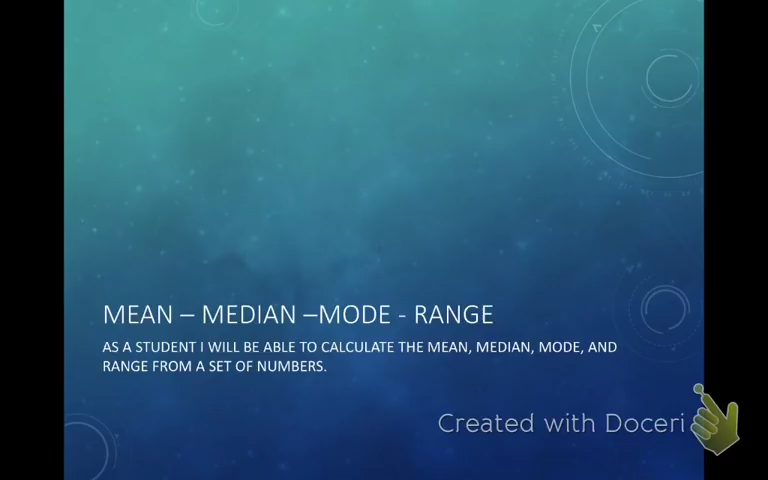 MEAN – MEDIAN –MODE - RANGE
AS A STUDENT I WILL BE ABLE TO CALCULATE THE MEAN, MEDIAN, MODE, AND
RANGE FROM A SET OF NUMBERS.
Created with Doceri